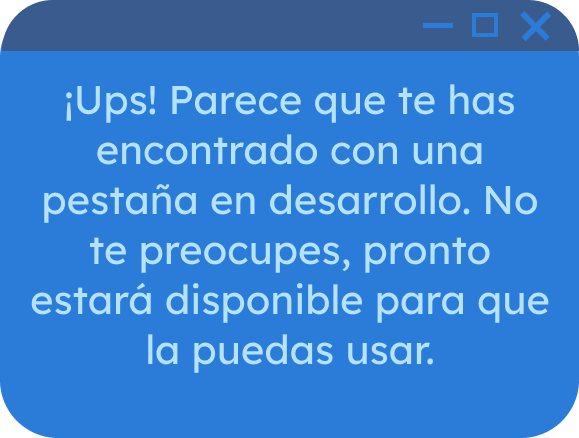 ¡Ups! Parece que te has
encontrado con una
pestaña en desarrollo. No
te preocupes, pronto
estará disponible para que
la puedas usar.